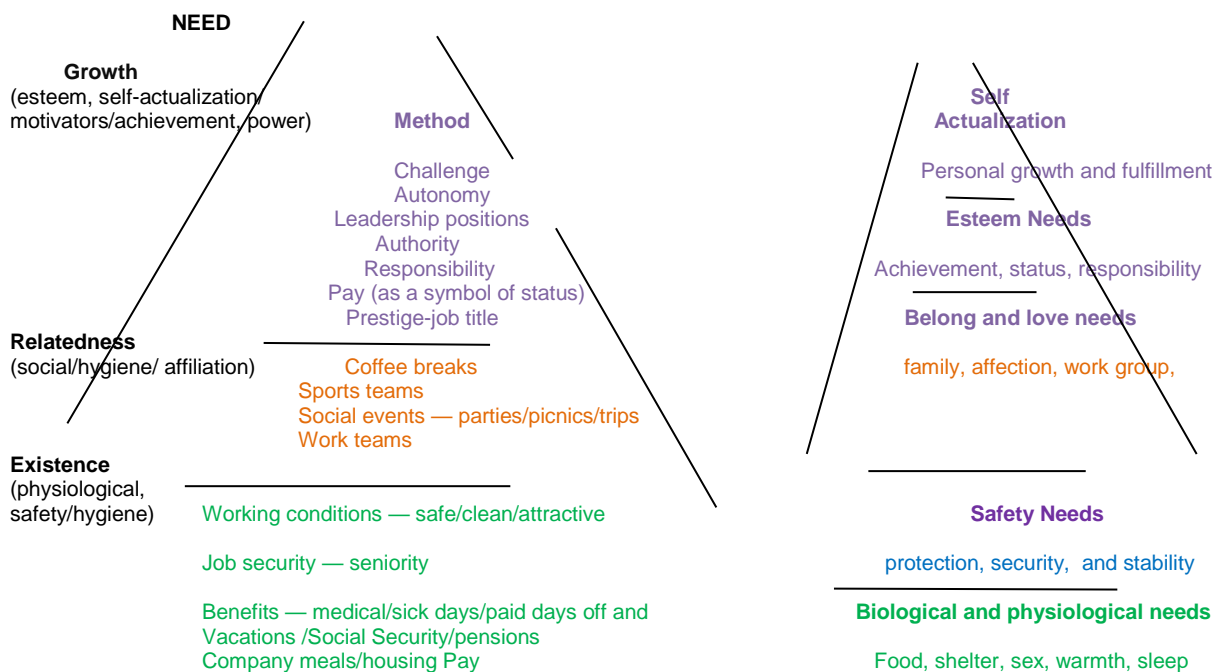 NEED
Growth
(esteem, self-actualization/
motivators/achievement, power)
Method
Challenge
Autonomy
Leadership positions
Authority
Responsibility
Pay (as a symbol of status)
Prestige-job title
Relatedness
(social/hygiene/ affiliation)
Coffee breaks
Sports teams
Social events — parties/picnics/trips
Work teams
Existence
(physiological,
safety/hygiene)
Working conditions — safe/clean/attractive
Job security — seniority
Benefits — medical/sick days/paid days off and
Vacations /Social Security/pensions
Company meals/housing Pay
Self
Actualization
Personal growth and fulfillment
Esteem Needs
Achievement, status, responsibility
Belong and love needs
family, affection, work group,
Safety Needs
protection, security, and stability
Biological and physiological needs
Food, shelter, sex, warmth, sleep